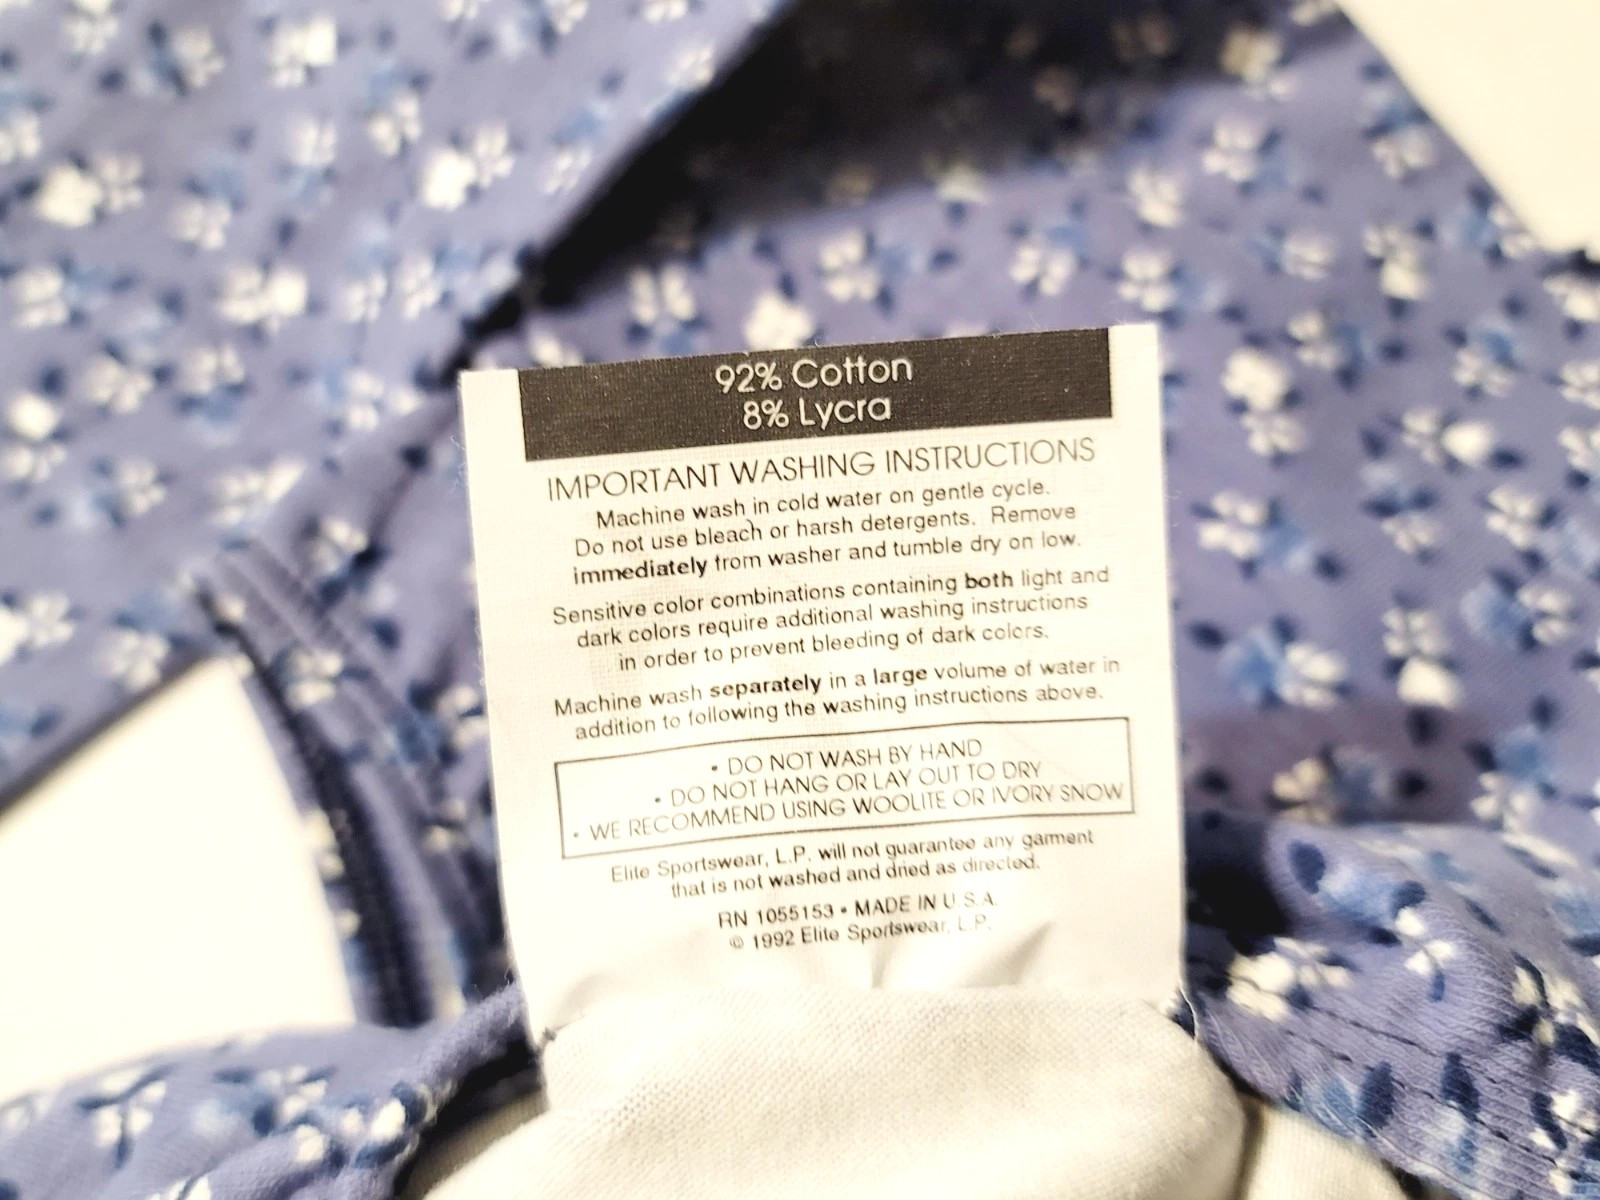 92% Cotton
8% Lycra
IMPORTANT WASHING INSTRUCTIONS
Machine wash in cold water on gentle cycle.
Do not use bleach or harsh detergents. Remove
immediately from washer and tumble dry on low.
Sensitive color combinations containing both light and
dark colors require additional washing instructions
in order to prevent bleeding of dark colors.
Machine wash separately in a large volume of water in
addition to following the washing instructions above.
• DO NOT WASH BY HAND
• DO NOT HANG OR LAY OUT TO DRY
• WE RECOMMEND USING WOOLITE OR IVORY SNOW
Elite Sportswear, L.P. will not guarantee any garment
that is not washed and dried as directed.
RN 1055153 • MADE IN U.S.A.
© 1992 Elite Sportswear, L.P.